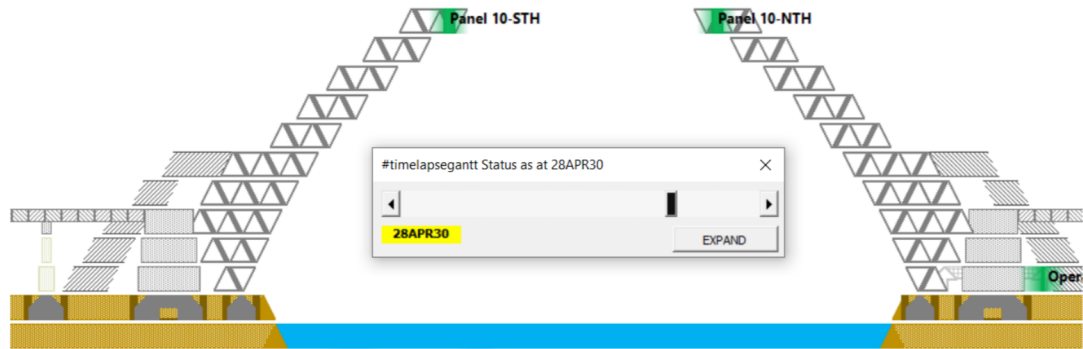 Panel 10-STH
Panel 10-NTH
#timelapsegantt Status as at 28APR30
28APR30
EXPAND
Oper